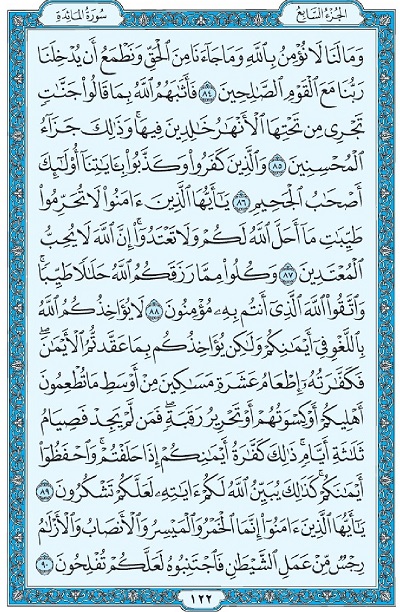 الجزء السابع سورة المائدة
وَمَا لَنَا لَا نُؤْمِنُ بِٱللَّهِ وَمَا جَآءَنَا مِنَ ٱلْحَقِّ وَنَطْمَعُ أَن يُدْخِلَنَا
رَبُّنَا مَعَ ٱلْقَوْمِ ٱلصَّـٰلِحِينَ ٨٤ فَأَثَـٰبَهُمُ ٱللَّهُ بِمَا قَالُوا۟ جَنَّـٰتٍ
تَجْرِى مِن تَحْتِهَا ٱلْأَنْهَـٰرُ خَـٰلِدِينَ فِيهَا ۚ وَذَٰلِكَ جَزَآءُ
ٱلْمُحْسِنِينَ ٨٥ وَٱلَّذِينَ كَفَرُوا۟ وَكَذَّبُوا۟ بِـَٔايَـٰتِنَآ أُو۟لَـٰٓئِكَ
أَصْحَـٰبُ ٱلْجَحِيمِ ٨٦ يَـٰٓأَيُّهَا ٱلَّذِينَ ءَامَنُوا۟ لَا تُحَرِّمُوا۟
طَيِّبَـٰتِ مَآ أَحَلَّ ٱللَّهُ لَكُمْ وَلَا تَعْتَدُوٓا۟ ۚ إِنَّ ٱللَّهَ لَا يُحِبُّ
ٱلْمُعْتَدِينَ ٨٧ وَكُلُوا۟ مِمَّا رَزَقَكُمُ ٱللَّهُ حَلَـٰلًا طَيِّبًا ۚ
وَٱتَّقُوا۟ ٱللَّهَ ٱلَّذِىٓ أَنتُم بِهِۦ مُؤْمِنُونَ ٨٨ لَا يُؤَاخِذُكُمُ ٱللَّهُ
بِٱللَّغْوِ فِىٓ أَيْمَـٰنِكُمْ وَلَـٰكِن يُؤَاخِذُكُم بِمَا عَقَّدتُّمُ ٱلْأَيْمَـٰنَ ۖ
فَكَفَّـٰرَتُهُۥٓ إِطْعَامُ عَشَرَةِ مَسَـٰكِينَ مِنْ أَوْسَطِ مَا تُطْعِمُونَ
أَهْلِيكُمْ أَوْ كِسْوَتُهُمْ أَوْ تَحْرِيرُ رَقَبَةٍ ۖ فَمَن لَّمْ يَجِدْ فَصِيَامُ
ثَلَـٰثَةِ أَيَّامٍ ۚ ذَٰلِكَ كَفَّـٰرَةُ أَيْمَـٰنِكُمْ إِذَا حَلَفْتُمْ ۚ وَٱحْفَظُوٓا۟
أَيْمَـٰنَكُمْ ۚ كَذَٰلِكَ يُبَيِّنُ ٱللَّهُ لَكُمْ ءَايَـٰتِهِۦ لَعَلَّكُمْ تَشْكُرُونَ ٨٩
يَـٰٓأَيُّهَا ٱلَّذِينَ ءَامَنُوٓا۟ إِنَّمَا ٱلْخَمْرُ وَٱلْمَيْسِرُ وَٱلْأَنصَابُ وَٱلْأَزْلَـٰمُ
رِجْسٌ مِّنْ عَمَلِ ٱلشَّيْطَـٰنِ فَٱجْتَنِبُوهُ لَعَلَّكُمْ تُفْلِحُونَ ٩٠
١٢٢